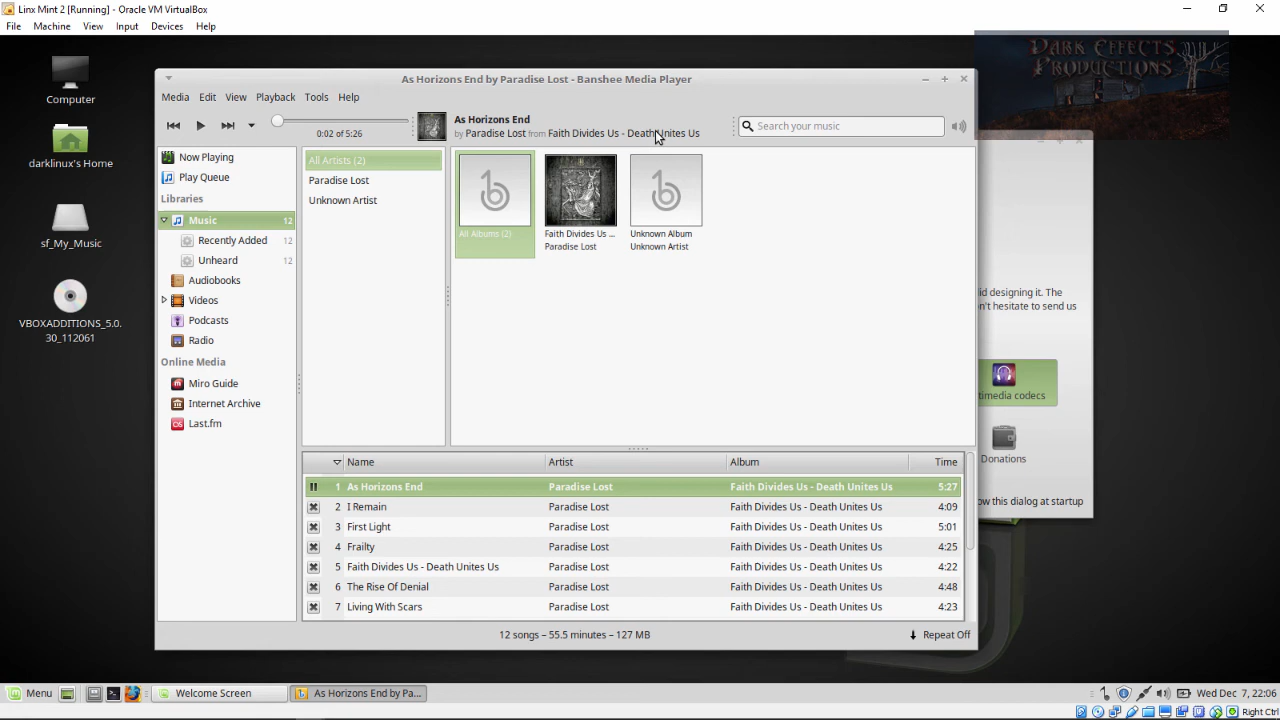 Linx Mint 2 [Running] - Oracle VM VirtualBox
File Machine View Input Devices Help
DARK EFFECTS
PRODUCTIONS
Computer
darklinux's Home
sf_My_Music
VBOXADDITIONS_5.0.
30_112061
As Horizons End by Paradise Lost - Banshee Media Player
Media Edit View Playback Tools Help
0:02 of 5:26
As Horizons End
by Paradise Lost from Faith Divides Us - Death Unites Us
Search your music
Now Playing
Play Queue
Libraries
Music 12
Recently Added 12
Unheard 12
Audiobooks
Videos
Podcasts
Radio
Online Media
Miro Guide
Internet Archive
Last.fm
All Artists (2)
Paradise Lost
Unknown Artist
All Albums (2)
Faith Divides Us ...
Paradise Lost
Unknown Album
Unknown Artist
Name Artist Album Time
1 As Horizons End Paradise Lost Faith Divides Us - Death Unites Us 5:27
2 I Remain Paradise Lost Faith Divides Us - Death Unites Us 4:09
3 First Light Paradise Lost Faith Divides Us - Death Unites Us 5:01
4 Frailty Paradise Lost Faith Divides Us - Death Unites Us 4:25
5 Faith Divides Us - Death Unites Us Paradise Lost Faith Divides Us - Death Unites Us 4:22
6 The Rise Of Denial Paradise Lost Faith Divides Us - Death Unites Us 4:48
7 Living With Scars Paradise Lost Faith Divides Us - Death Unites Us 4:23
12 songs – 55.5 minutes – 127 MB
Repeat Off
id designing it. The
n't hesitate to send us
timedia codecs
Donations
ow this dialog at startup
Menu
Welcome Screen
As Horizons End by Pa...
Wed Dec 7, 22:06
Right Ctrl